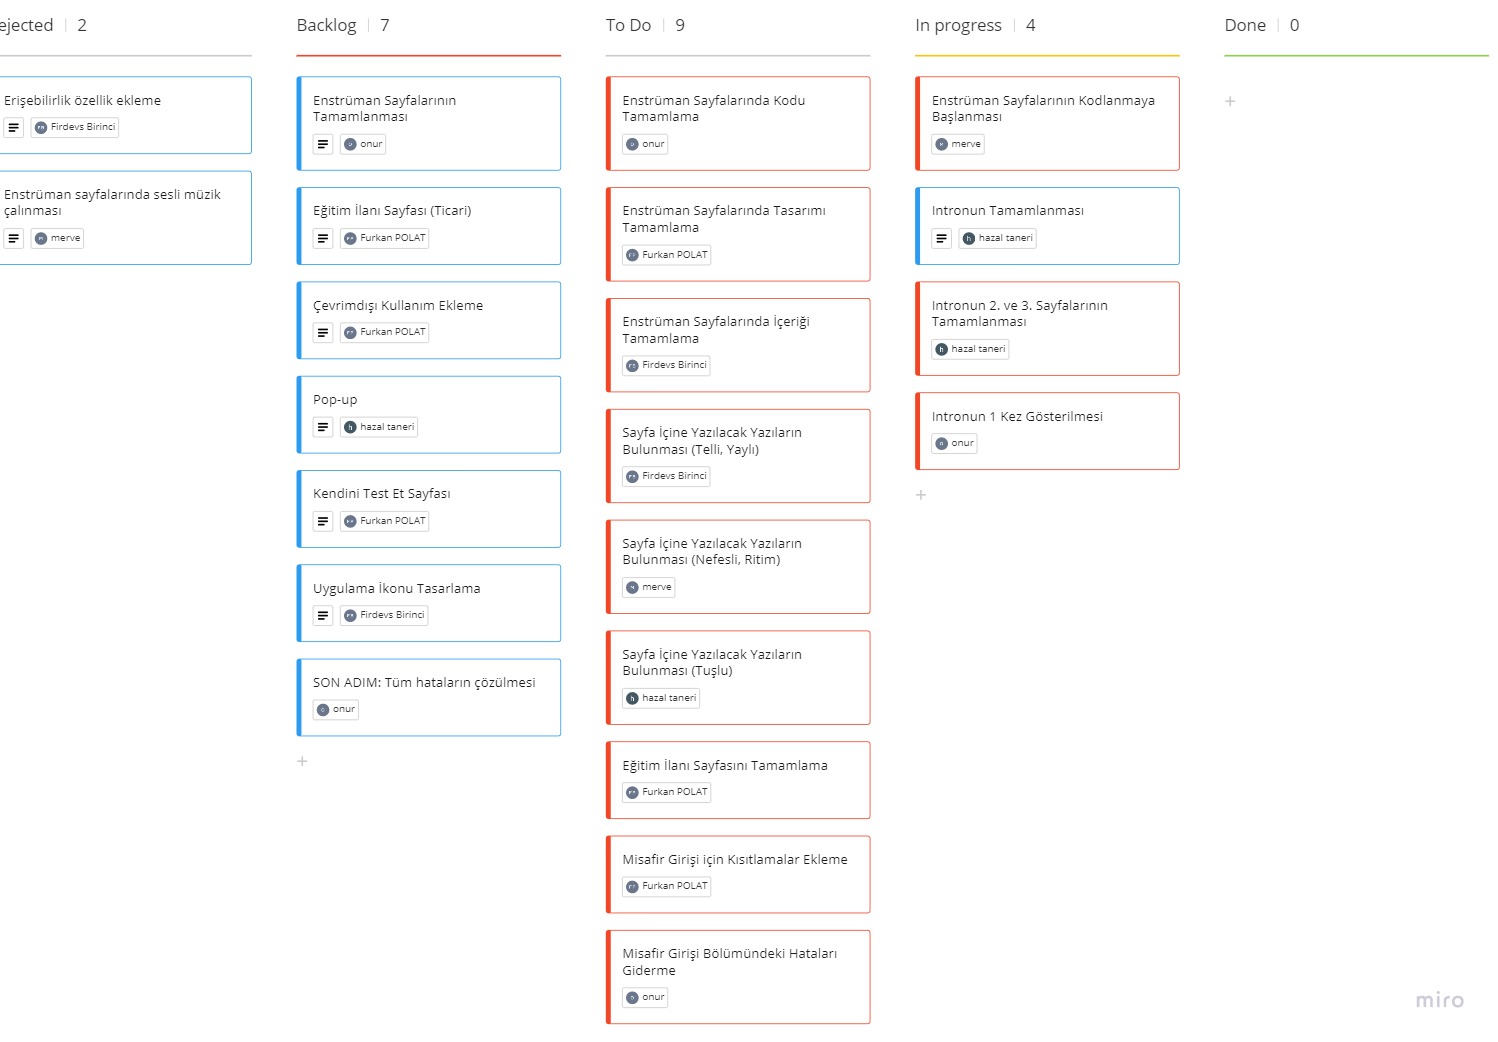 ejected 2
Erişebilirlik özellik ekleme
Firdevs Birinci
Enstrüman sayfalarında sesli müzik
çalınması
merve
Backlog 7
Enstrüman Sayfalarının
Tamamlanması
onur
Eğitim İlanı Sayfası (Ticari)
Furkan POLAT
Çevrimdışı Kullanım Ekleme
Furkan POLAT
Pop-up
hazal taneri
Kendini Test Et Sayfası
Furkan POLAT
Uygulama İkonu Tasarlama
Firdevs Birinci
SON ADIM: Tüm hataların çözülmesi
onur
+
To Do 9
Enstrüman Sayfalarında Kodu
Tamamlama
onur
Enstrüman Sayfalarında Tasarımı
Tamamlama
Furkan POLAT
Enstrüman Sayfalarında İçeriği
Tamamlama
Firdevs Birinci
Sayfa İçine Yazılacak Yazıların
Bulunması (Telli, Yaylı)
Firdevs Birinci
Sayfa İçine Yazılacak Yazıların
Bulunması (Nefesli, Ritim)
merve
Sayfa İçine Yazılacak Yazıların
Bulunması (Tuşlu)
hazal taneri
Eğitim İlanı Sayfasını Tamamlama
Furkan POLAT
Misafir Girişi için Kısıtlamalar Ekleme
Furkan POLAT
Misafir Girişi Bölümündeki Hataları
Giderme
onur
In progress 4
Enstrüman Sayfalarının Kodlanmaya
Başlanması
merve
Intronun Tamamlanması
hazal taneri
Intronun 2. ve 3. Sayfalarının
Tamamlanması
hazal taneri
Intronun 1 Kez Gösterilmesi
onur
+
Done 0
+
miro